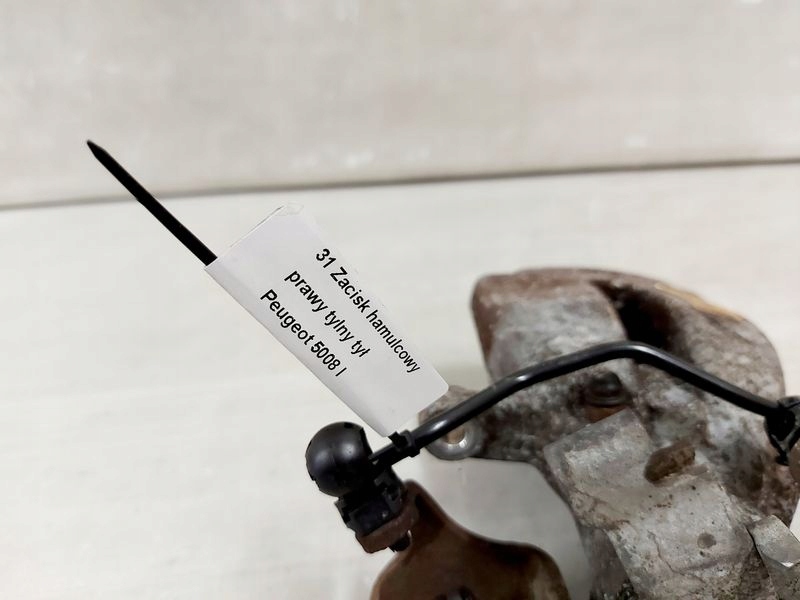 31 Zacisk hamulcowy
prawy tylny tył
Peugeot 5008 I